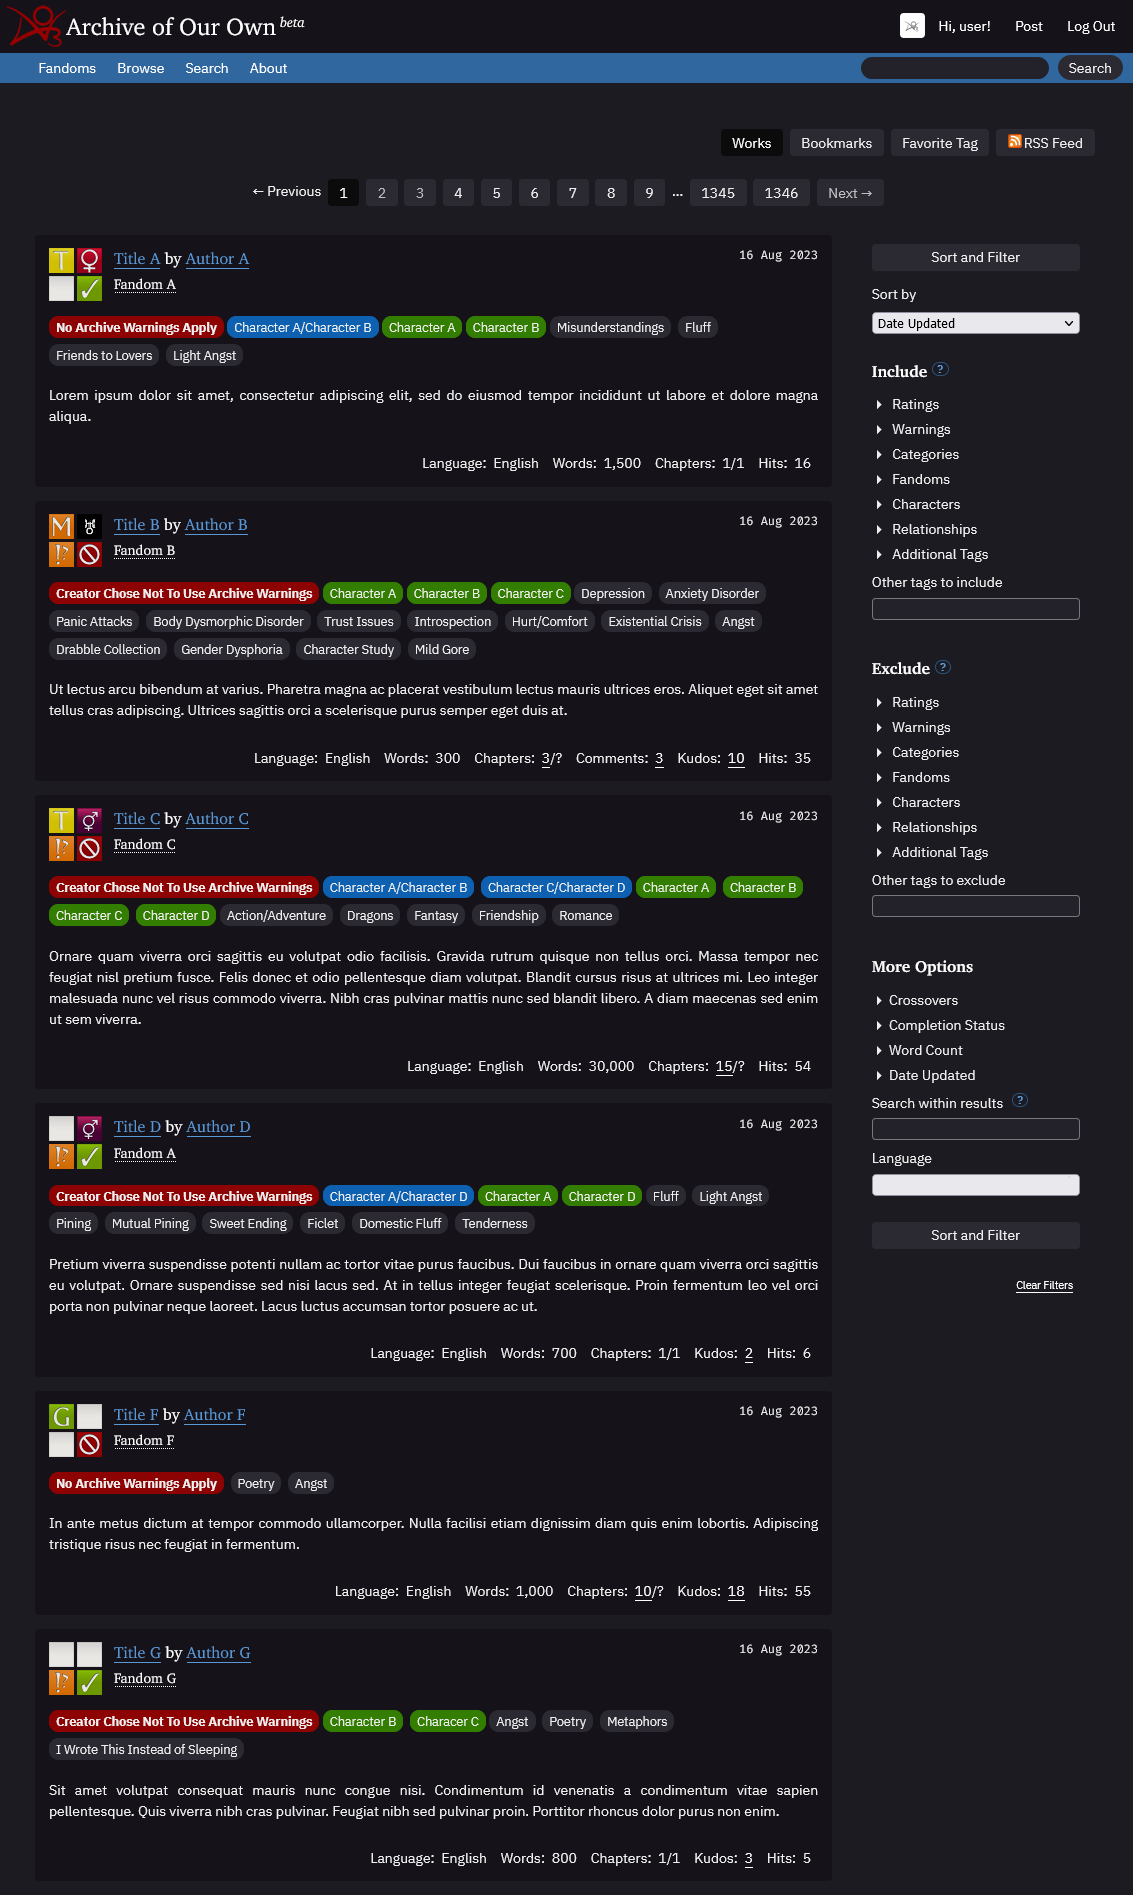 Archive of Our Own beta
Hi, user! Post Log Out
Fandoms Browse Search About
Search
Works Bookmarks Favorite Tag RSS Feed
← Previous 1 2 3 4 5 6 7 8 9 … 1345 1346 Next →
T
Title A by Author A
16 Aug 2023
Fandom A
No Archive Warnings Apply Character A/Character B Character A Character B Misunderstandings Fluff
Friends to Lovers Light Angst
Lorem ipsum dolor sit amet, consectetur adipiscing elit, sed do eiusmod tempor incididunt ut labore et dolore magna
aliqua.
Language: English Words: 1,500 Chapters: 1/1 Hits: 16
M
!?
Title B by Author B
16 Aug 2023
Fandom B
Creator Chose Not To Use Archive Warnings Character A Character B Character C Depression Anxiety Disorder
Panic Attacks Body Dysmorphic Disorder Trust Issues Introspection Hurt/Comfort Existential Crisis Angst
Drabble Collection Gender Dysphoria Character Study Mild Gore
Ut lectus arcu bibendum at varius. Pharetra magna ac placerat vestibulum lectus mauris ultrices eros. Aliquet eget sit amet
tellus cras adipiscing. Ultrices sagittis orci a scelerisque purus semper eget duis at.
Language: English Words: 300 Chapters: 3/? Comments: 3 Kudos: 10 Hits: 35
T
!?
Title C by Author C
16 Aug 2023
Fandom C
Creator Chose Not To Use Archive Warnings Character A/Character B Character C/Character D Character A Character B
Character C Character D Action/Adventure Dragons Fantasy Friendship Romance
Ornare quam viverra orci sagittis eu volutpat odio facilisis. Gravida rutrum quisque non tellus orci. Massa tempor nec
feugiat nisl pretium fusce. Felis donec et odio pellentesque diam volutpat. Blandit cursus risus at ultrices mi. Leo integer
malesuada nunc vel risus commodo viverra. Nibh cras pulvinar mattis nunc sed blandit libero. A diam maecenas sed enim
ut sem viverra.
Language: English Words: 30,000 Chapters: 15/? Hits: 54
!?
Title D by Author D
16 Aug 2023
Fandom A
Creator Chose Not To Use Archive Warnings Character A/Character D Character A Character D Fluff Light Angst
Pining Mutual Pining Sweet Ending Ficlet Domestic Fluff Tenderness
Pretium viverra suspendisse potenti nullam ac tortor vitae purus faucibus. Dui faucibus in ornare quam viverra orci sagittis
eu volutpat. Ornare suspendisse sed nisi lacus sed. At in tellus integer feugiat scelerisque. Proin fermentum leo vel orci
porta non pulvinar neque laoreet. Lacus luctus accumsan tortor posuere ac ut.
Language: English Words: 700 Chapters: 1/1 Kudos: 2 Hits: 6
G
Title F by Author F
16 Aug 2023
Fandom F
No Archive Warnings Apply Poetry Angst
In ante metus dictum at tempor commodo ullamcorper. Nulla facilisi etiam dignissim diam quis enim lobortis. Adipiscing
tristique risus nec feugiat in fermentum.
Language: English Words: 1,000 Chapters: 10/? Kudos: 18 Hits: 55
!?
Title G by Author G
16 Aug 2023
Fandom G
Creator Chose Not To Use Archive Warnings Character B Characer C Angst Poetry Metaphors
I Wrote This Instead of Sleeping
Sit amet volutpat consequat mauris nunc congue nisi. Condimentum id venenatis a condimentum vitae sapien
pellentesque. Quis viverra nibh cras pulvinar. Feugiat nibh sed pulvinar proin. Porttitor rhoncus dolor purus non enim.
Language: English Words: 800 Chapters: 1/1 Kudos: 3 Hits: 5
Sort and Filter
Sort by
Date Updated
Include ?
Ratings
Warnings
Categories
Fandoms
Characters
Relationships
Additional Tags
Other tags to include
Exclude ?
Ratings
Warnings
Categories
Fandoms
Characters
Relationships
Additional Tags
Other tags to exclude
More Options
Crossovers
Completion Status
Word Count
Date Updated
Search within results ?
Language
Sort and Filter
Clear Filters